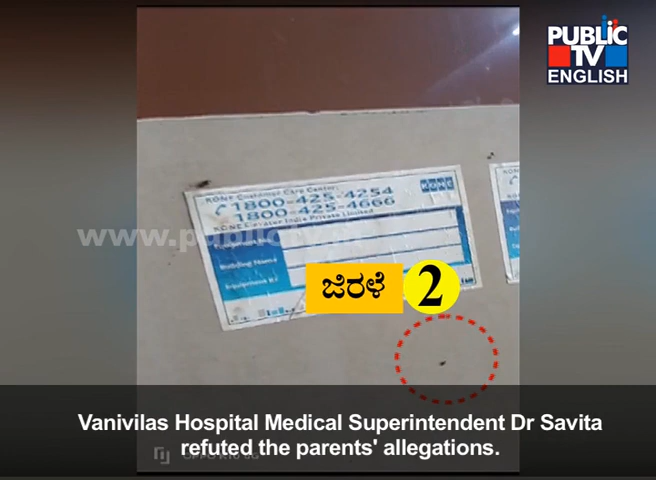 PUBLiC
TV
ENGLISH
KONE Customer Care Center:
1800-425-4254
1800-425-4666
KONE
KONE Elevator India Private Limited
Building Name
ಜಿರಳೆ 2
Vanivilas Hospital Medical Superintendent Dr Savita
refuted the parents' allegations.